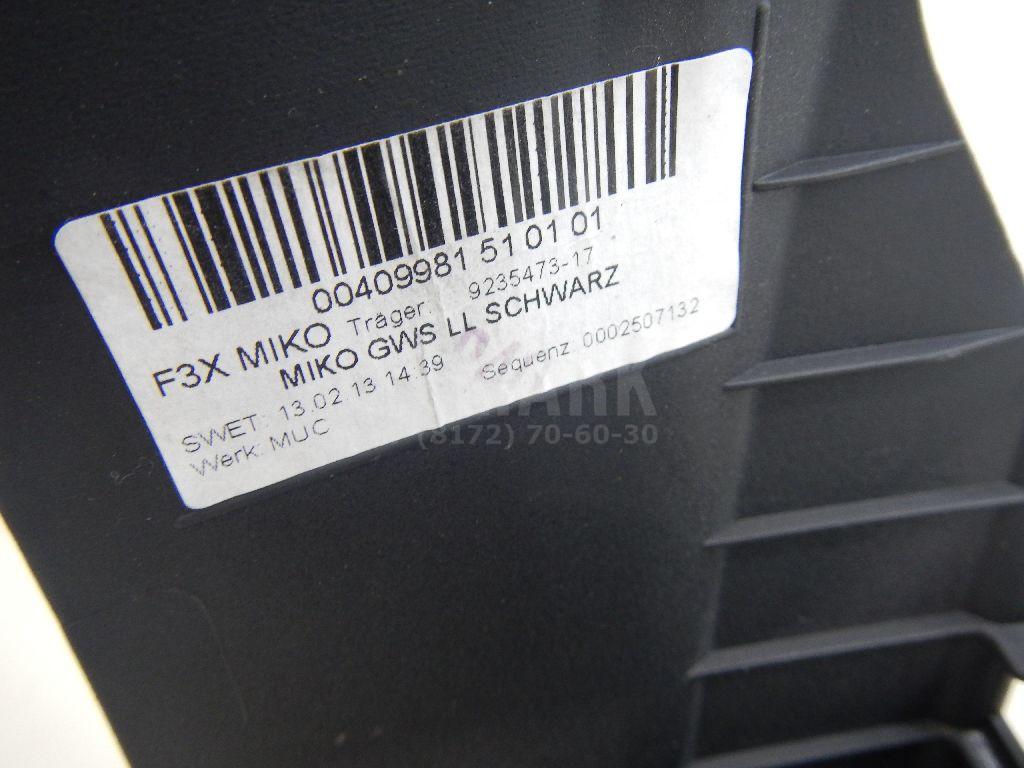 00409981 51 01 01
F3X MIKO Träger: 9235473-17
MIKO GWS LL SCHWARZ
SWET: 13.02.13 14:39 Sequenz: 0002507132
Werk: MUC
(8172) 70-60-30